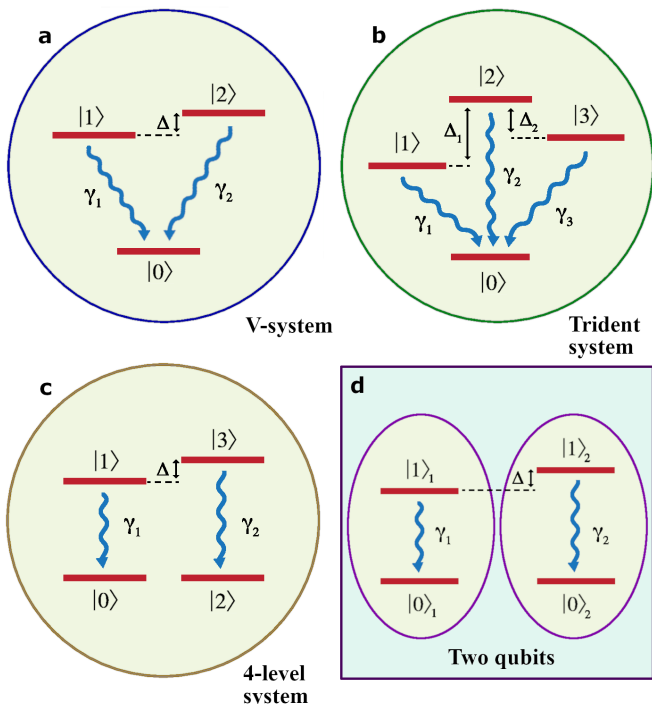 a
|2⟩
|1⟩
Δ
γ₁
γ₂
|0⟩
V-system
b
|2⟩
|3⟩
|1⟩
Δ₁
Δ₂
γ₂
γ₁
γ₃
|0⟩
Trident
system
c
|3⟩
|1⟩
Δ
γ₁
γ₂
|0⟩
|2⟩
4-level
system
d
|1⟩₂
|1⟩₁
Δ
γ₁
γ₂
|0⟩₁
|0⟩₂
Two qubits